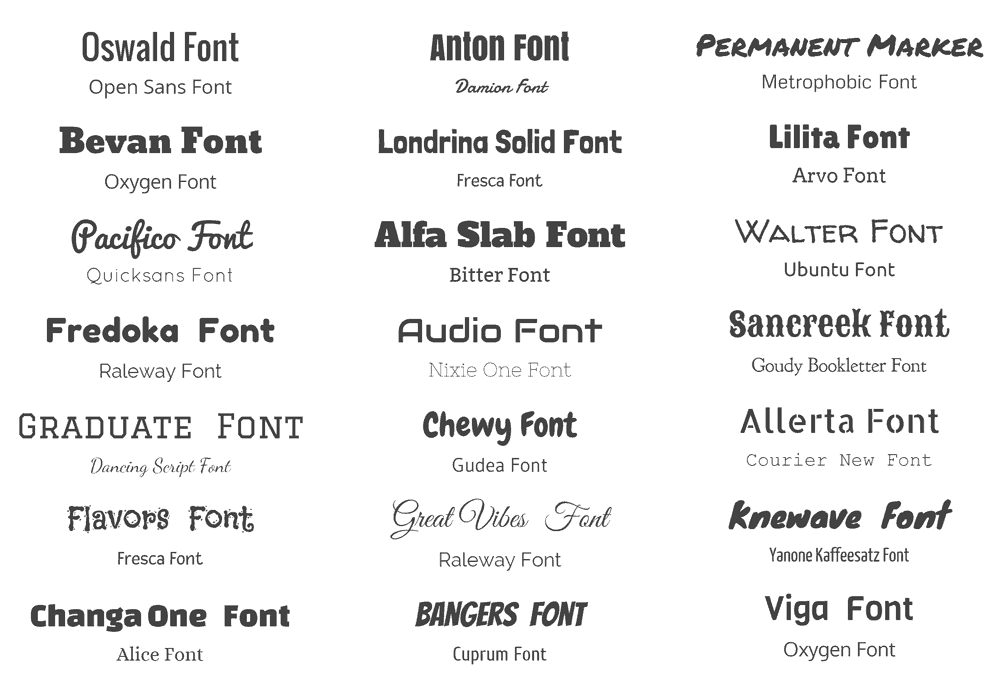 Oswald Font
Open Sans Font
Anton Font
Damion Font
Permanent Marker
Metrophobic Font
Bevan Font
Oxygen Font
Londrina Solid Font
Fresca Font
Lilita Font
Arvo Font
Pacifico Font
Quicksans Font
Alfa Slab Font
Bitter Font
Walter Font
Ubuntu Font
Fredoka Font
Raleway Font
Audio Font
Nixie One Font
Sancreek Font
Goudy Bookletter Font
Graduate Font
Dancing Script Font
Chewy Font
Gudea Font
Allerta Font
Courier New Font
Flavors Font
Fresca Font
Great Vibes Font
Raleway Font
Knewave Font
Yanone Kaffeesatz Font
Changa One Font
Alice Font
BANGERS FONT
Cuprum Font
Viga Font
Oxygen Font